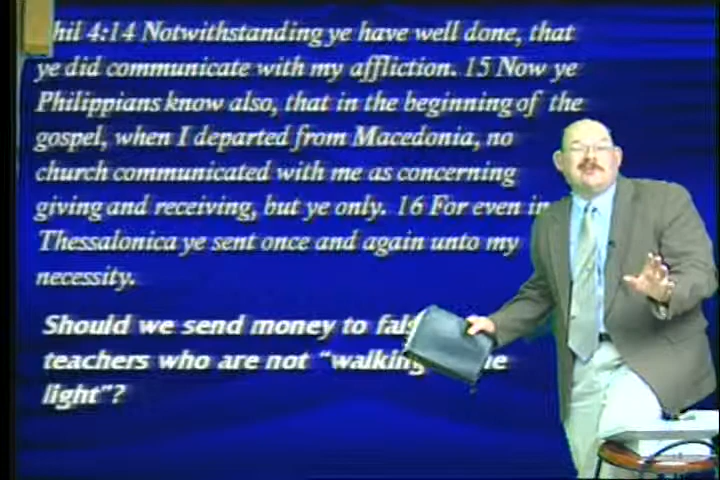 hil 4:14 Notwithstanding ye have well done, that
ye did communicate with my affliction. 15 Now ye
Philippians know also, that in the beginning of the
gospel, when I departed from Macedonia, no
church communicated with me as concerning
giving and receiving, but ye only. 16 For even in
Thessalonica ye sent once and again unto my
necessity.
Should we send money to
teachers who are not "walking
light"?